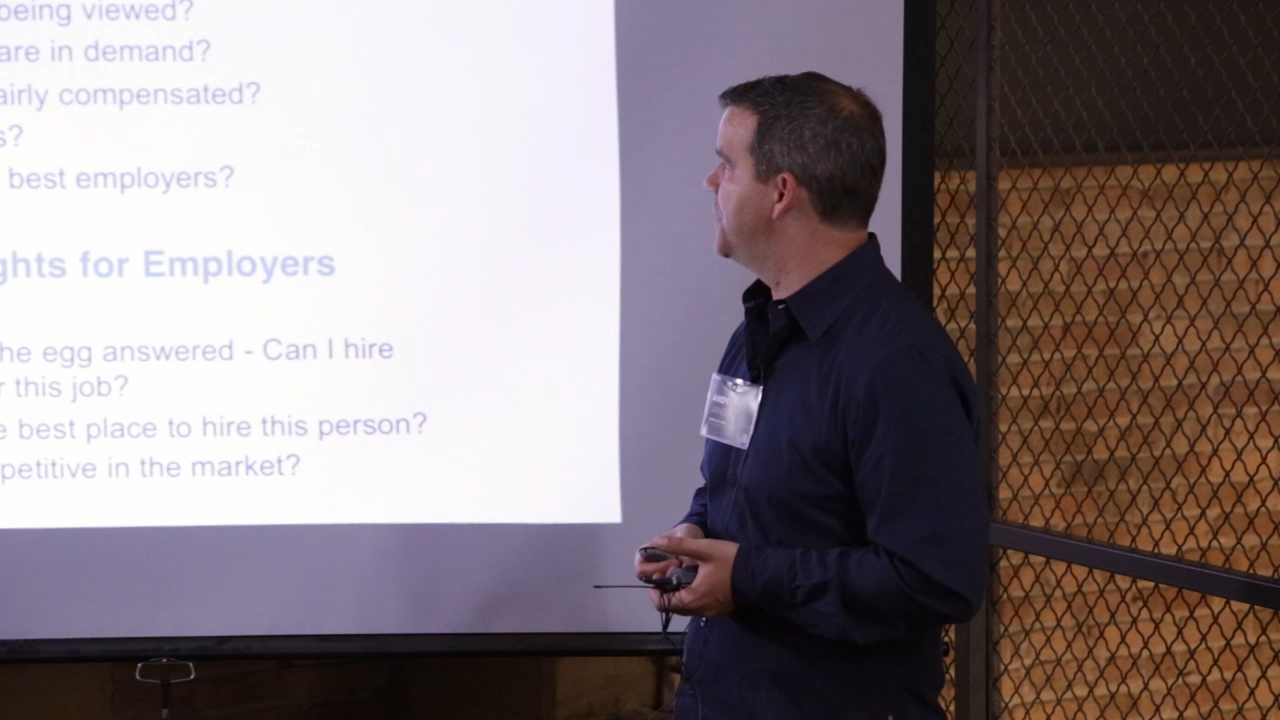 being viewed?
are in demand?
airly compensated?
s?
best employers?
ghts for Employers
he egg answered - Can I hire
r this job?
e best place to hire this person?
petitive in the market?
ANDY